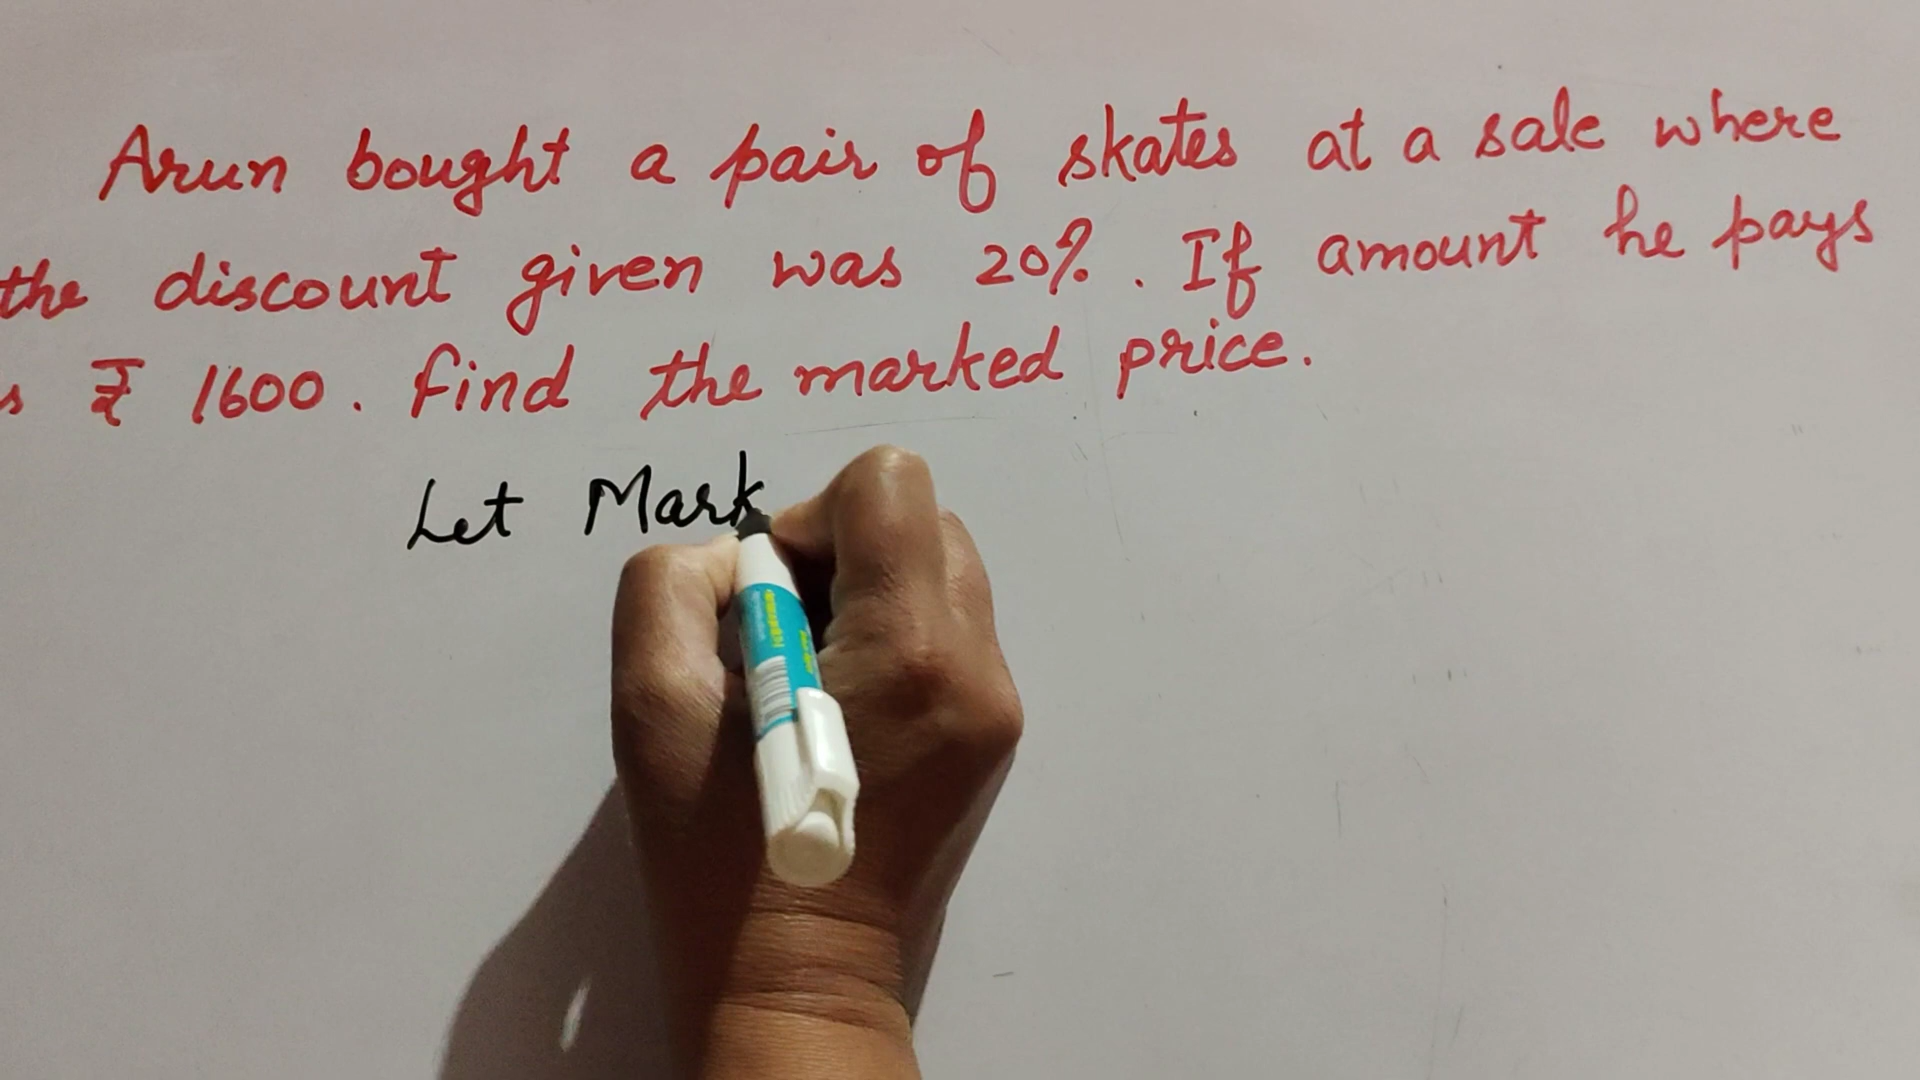 Arun bought a pair of skates at a sale where
the discount given was 20%. If amount he pays
s ₹ 1600. find the marked price.
Let Mark